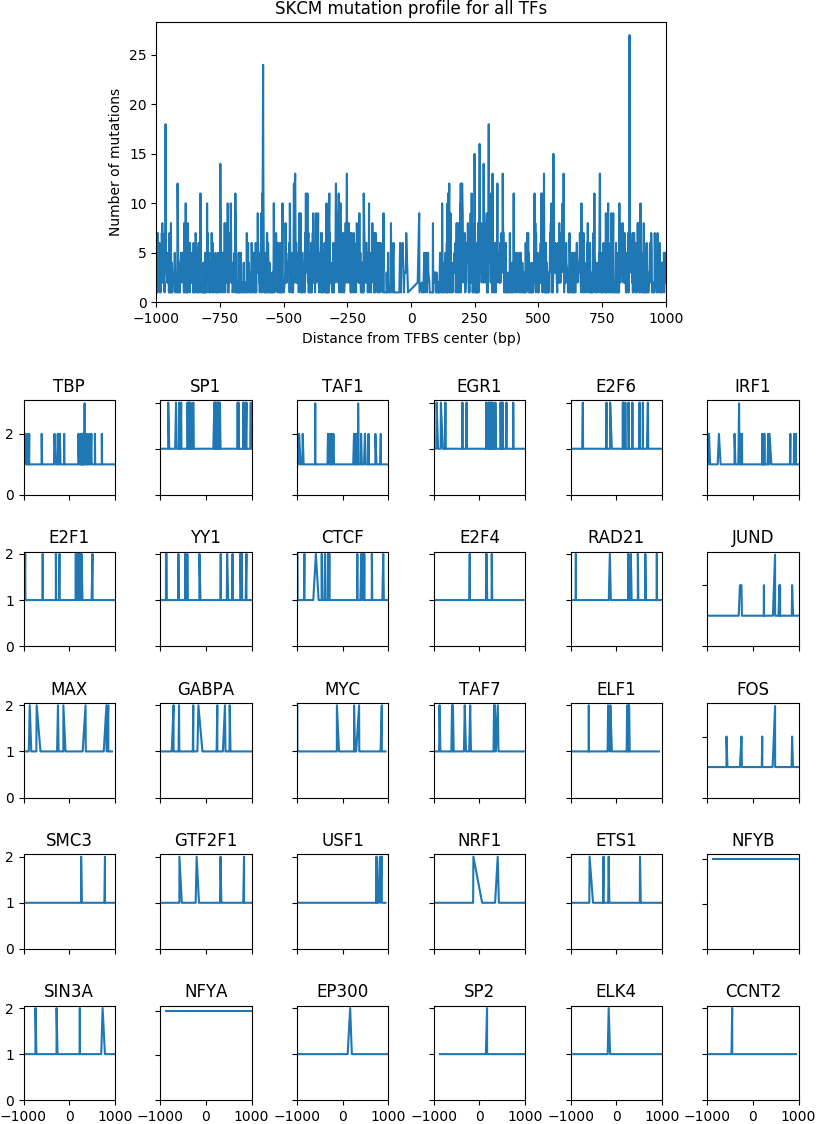 SKCM mutation profile for all TFs
25
20
15
10
5
0
Number of mutations
−1000 −750 −500 −250 0 250 500 750 1000
Distance from TFBS center (bp)
TBP SP1 TAF1 EGR1 E2F6 IRF1
2
0
E2F1 YY1 CTCF E2F4 RAD21 JUND
2
1
0
MAX GABPA MYC TAF7 ELF1 FOS
2
1
0
SMC3 GTF2F1 USF1 NRF1 ETS1 NFYB
2
1
0
SIN3A NFYA EP300 SP2 ELK4 CCNT2
2
1
0
−1000 0 1000 −1000 0 1000 −1000 0 1000 −1000 0 1000 −1000 0 1000 −1000 0 1000